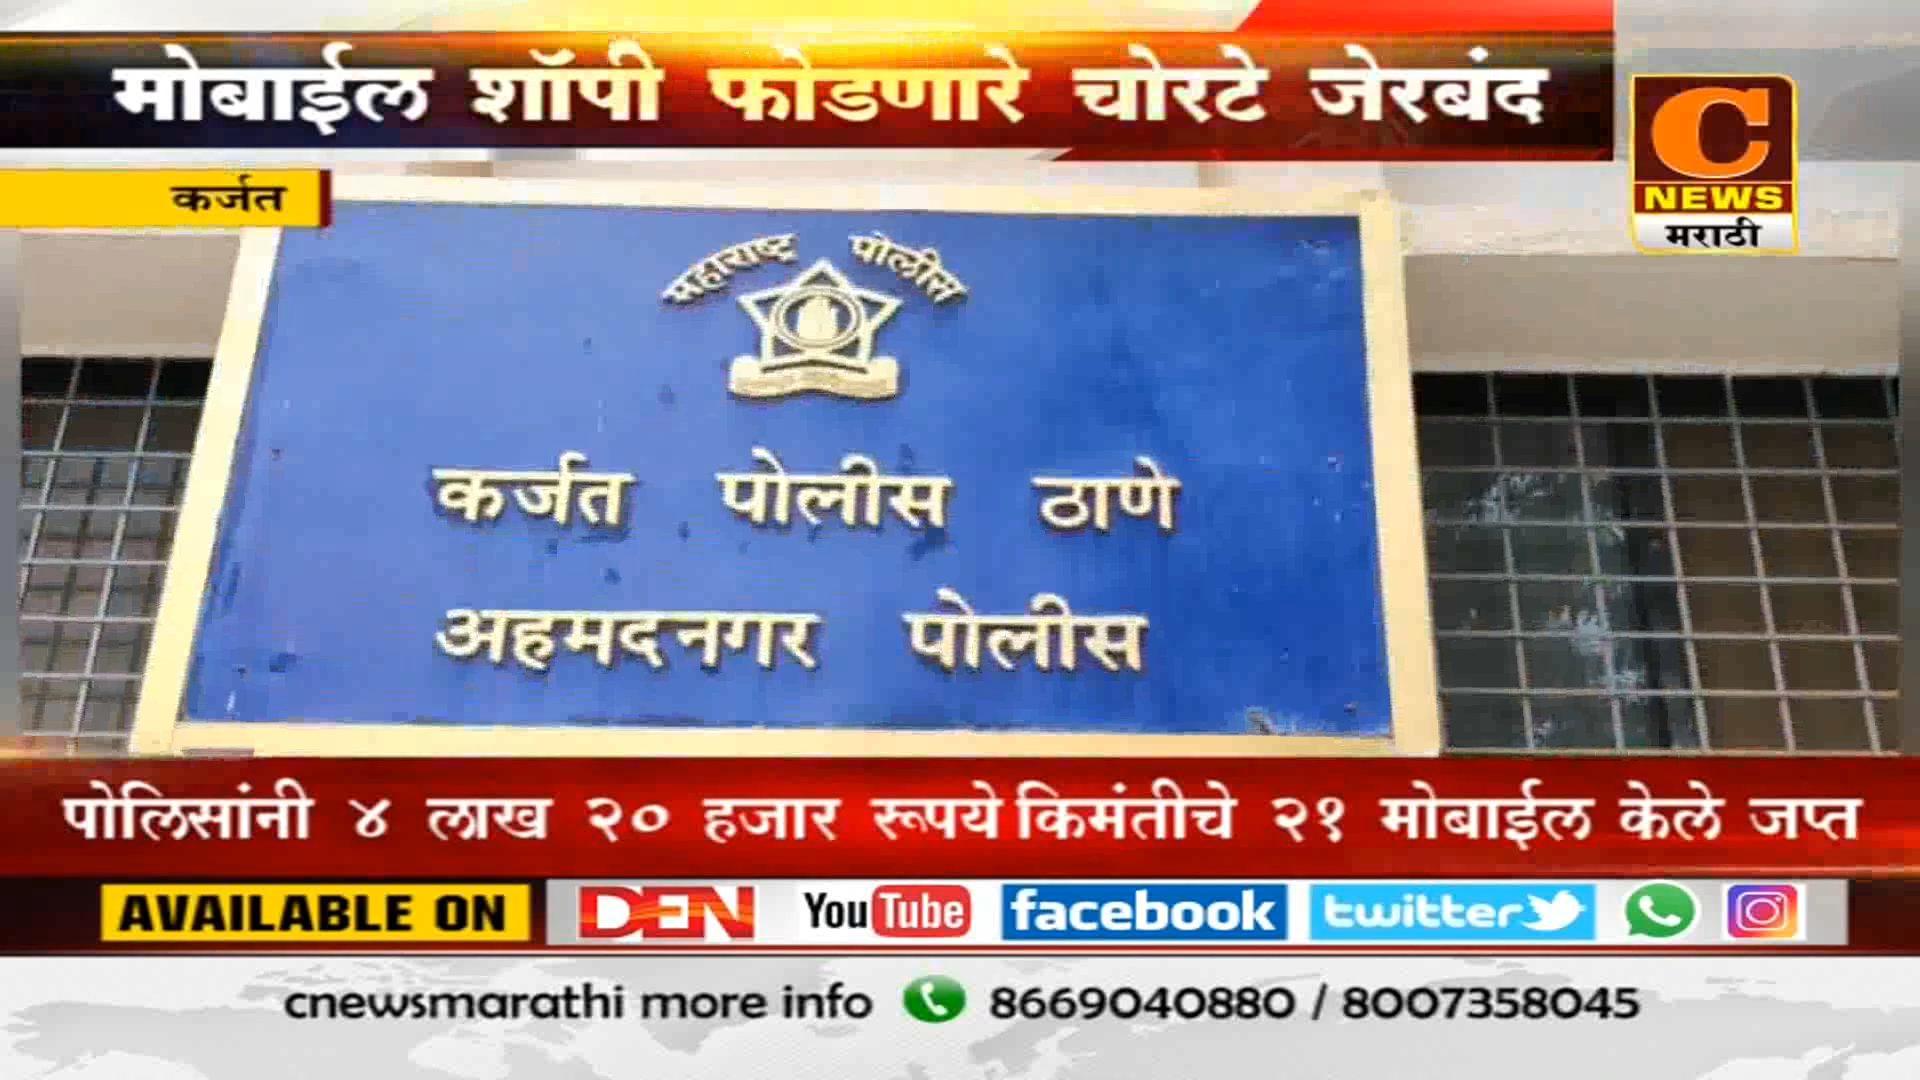 मोबाईल शॉपी फोडणारे चोरटे जेरबंद
C
NEWS
मराठी
कर्जत
महाराष्ट्र पोलीस
कर्जत पोलीस ठाणे
अहमदनगर पोलीस
पोलिसांनी ४ लाख २० हजार रूपये किमंतीचे २१ मोबाईल केले जप्त
AVAILABLE ON DEN YouTube facebook twitter
cnewsmarathi more info 8669040880 / 8007358045